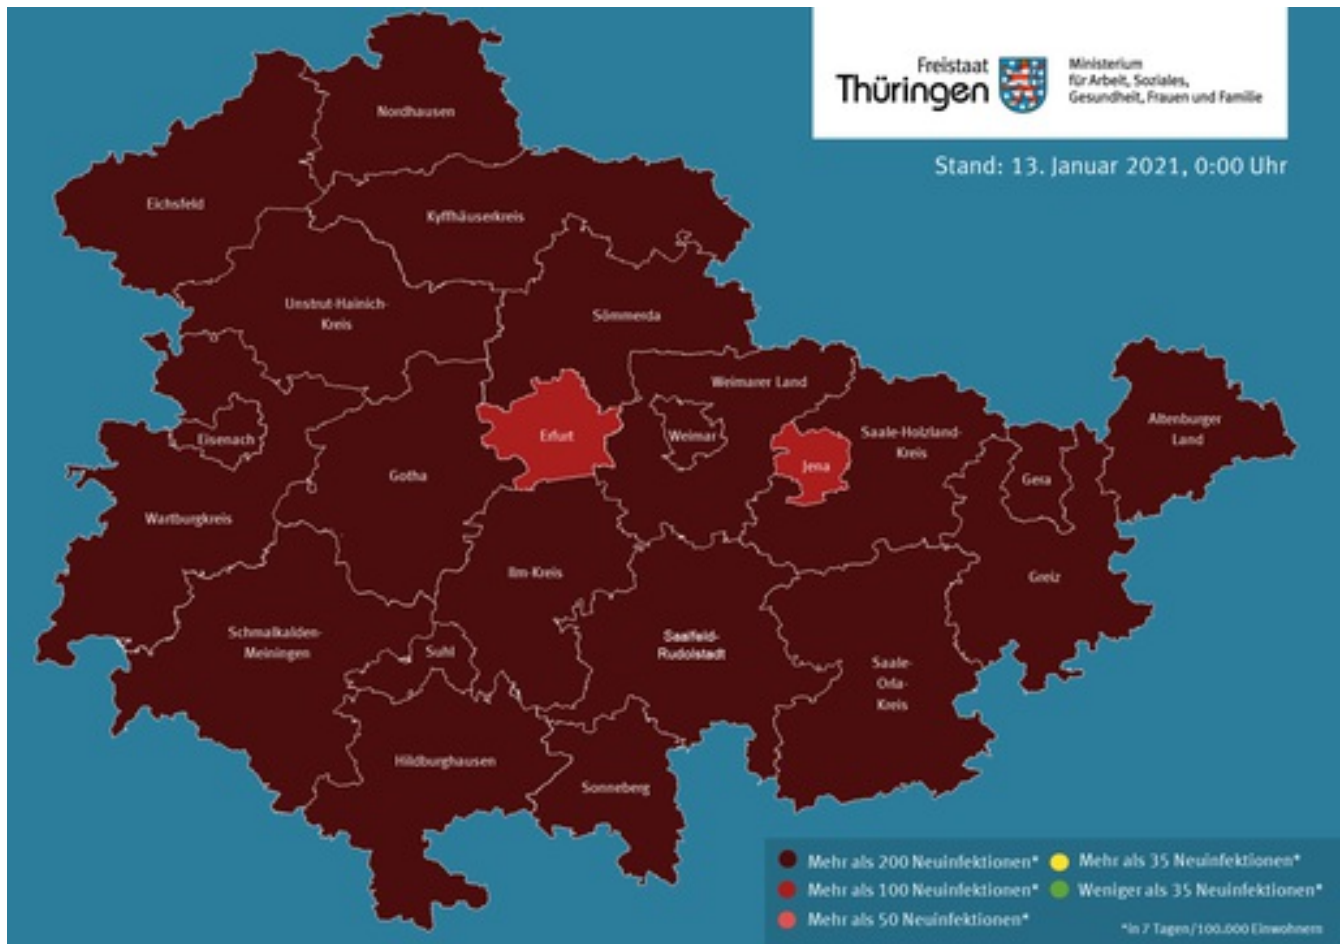 Freistaat
Thüringen
Ministerium
für Arbeit, Soziales,
Gesundheit, Frauen und Familie
Stand: 13. Januar 2021, 0:00 Uhr
Nordhausen
Eichsfeld
Kyffhäuserkreis
Unstrut-Hainich-
Kreis
Sömmerda
Weimarer Land
Altenburger
Land
Eisenach
Erfurt
Weimar
Saale-Holzland-
Kreis
Jena
Gotha
Gera
Wartburgkreis
Ilm-Kreis
Greiz
Schmalkalden-
Meiningen
Suhl
Saalfeld-
Rudolstadt
Saale-
Orla-
Kreis
Hildburghausen
Sonneberg
Mehr als 200 Neuinfektionen*
Mehr als 100 Neuinfektionen*
Mehr als 50 Neuinfektionen*
Mehr als 35 Neuinfektionen*
Weniger als 35 Neuinfektionen*
*in 7 Tagen/100.000 Einwohnern